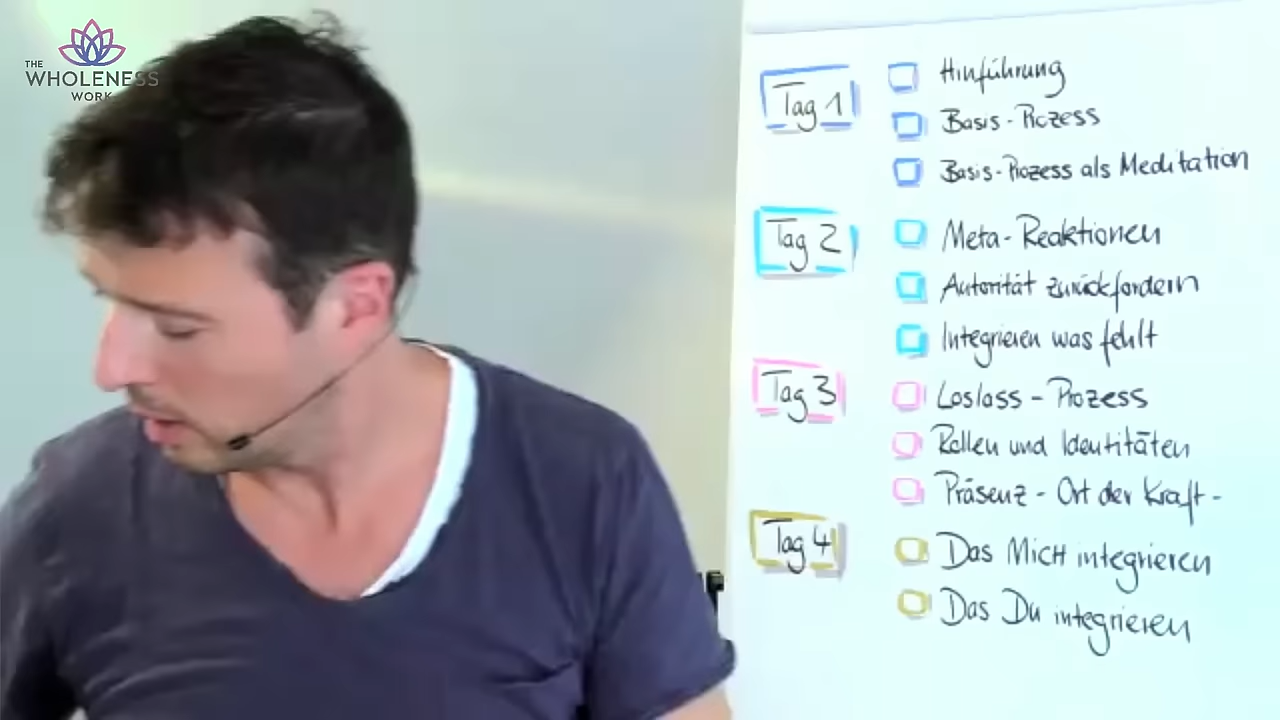 THE
WHOLENESS
WORK
Tag 1
Hinführung
Basis-Prozess
Basis-Prozess als Meditation
Tag 2
Meta-Reaktionen
Autorität zurückfordern
Integrieren was fehlt
Tag 3
Loslass-Prozess
Rollen und Identitäten
Präsenz - Ort der Kraft -
Tag 4
Das MICH integrieren
Das Du integrieren